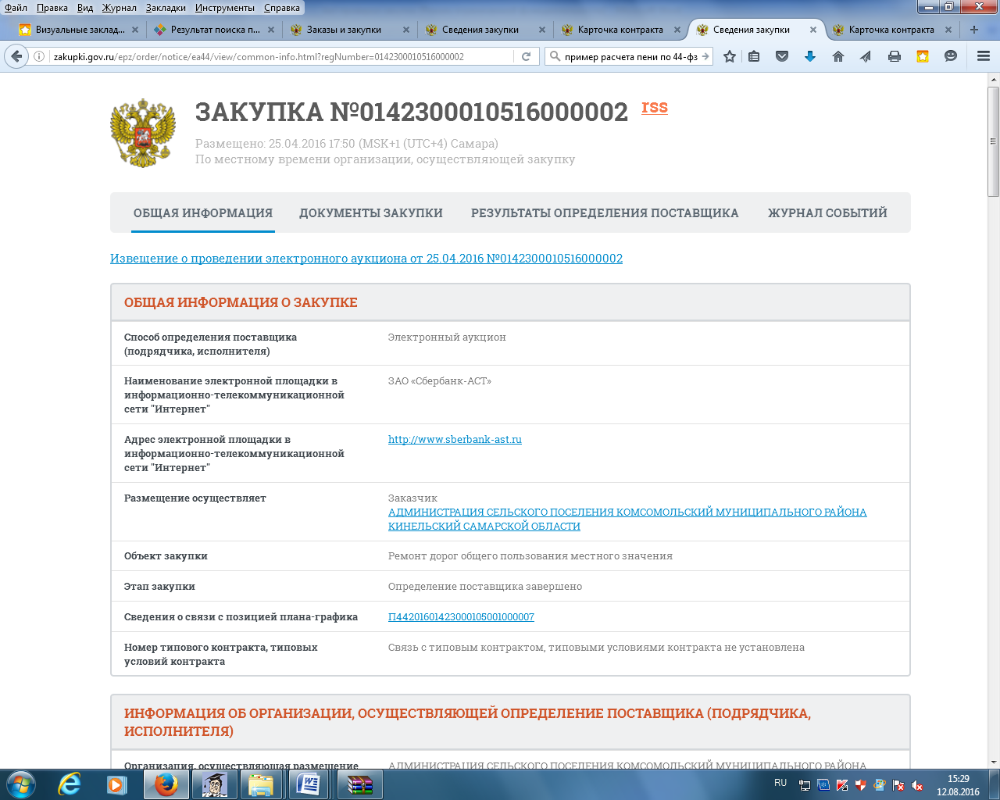 Файл Правка Вид Журнал Закладки Инструменты Справка
Визуальные заклад... Результат поиска п... Заказы и закупки Сведения закупки Карточка контракта Сведения закупки Карточка контракта
zakupki.gov.ru/epz/order/notice/ea44/view/common-info.html?regNumber=0142300010516000002 пример расчета пени по 44-фз
ЗАКУПКА №0142300010516000002 rss
Размещено: 25.04.2016 17:50 (MSK+1 (UTC+4) Самара)
По местному времени организации, осуществляющей закупку
ОБЩАЯ ИНФОРМАЦИЯ ДОКУМЕНТЫ ЗАКУПКИ РЕЗУЛЬТАТЫ ОПРЕДЕЛЕНИЯ ПОСТАВЩИКА ЖУРНАЛ СОБЫТИЙ
Извещение о проведении электронного аукциона от 25.04.2016 №0142300010516000002
ОБЩАЯ ИНФОРМАЦИЯ О ЗАКУПКЕ
Способ определения поставщика Электронный аукцион
(подрядчика, исполнителя)
Наименование электронной площадки в ЗАО «Сбербанк-АСТ»
информационно-телекоммуникационной
сети "Интернет"
Адрес электронной площадки в http://www.sberbank-ast.ru
информационно-телекоммуникационной
сети "Интернет"
Размещение осуществляет Заказчик
АДМИНИСТРАЦИЯ СЕЛЬСКОГО ПОСЕЛЕНИЯ КОМСОМОЛЬСКИЙ МУНИЦИПАЛЬНОГО РАЙОНА
КИНЕЛЬСКИЙ САМАРСКОЙ ОБЛАСТИ
Объект закупки Ремонт дорог общего пользования местного значения
Этап закупки Определение поставщика завершено
Сведения о связи с позицией плана-графика П44201601423000105001000007
Номер типового контракта, типовых Связь с типовым контрактом, типовыми условиями контракта не установлена
условий контракта
ИНФОРМАЦИЯ ОБ ОРГАНИЗАЦИИ, ОСУЩЕСТВЛЯЮЩЕЙ ОПРЕДЕЛЕНИЕ ПОСТАВЩИКА (ПОДРЯДЧИКА,
ИСПОЛНИТЕЛЯ)
Организация, осуществляющая размещение АДМИНИСТРАЦИЯ СЕЛЬСКОГО ПОСЕЛЕНИЯ КОМСОМОЛЬСКИЙ МУНИЦИПАЛЬНОГО РАЙОНА
RU 15:29
12.08.2016